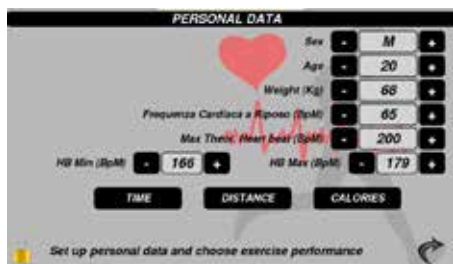 PERSONAL DATA
Sex - M +
Age - 20 +
Weight (Kg) - 68 +
Frequenza Cardiaca a Riposo (BpM) - 65 +
Max Theor. Heart beat (BpM) - 200 +
HB Min (BpM) - 166 + HB Max (BpM) - 179 +
TIME DISTANCE CALORIES
Set up personal data and choose exercise performance